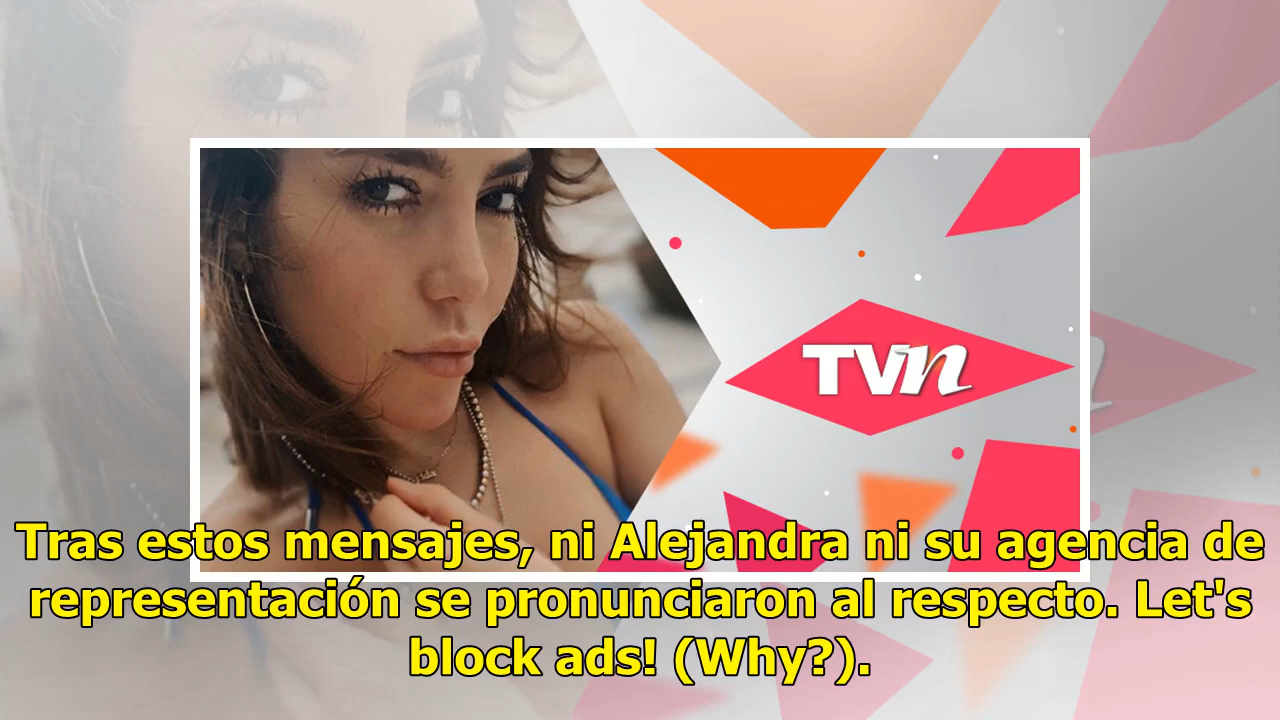 TVn
Tras estos mensajes, ni Alejandra ni su agencia de
representación se pronunciaron al respecto. Let's
block ads! (Why?).